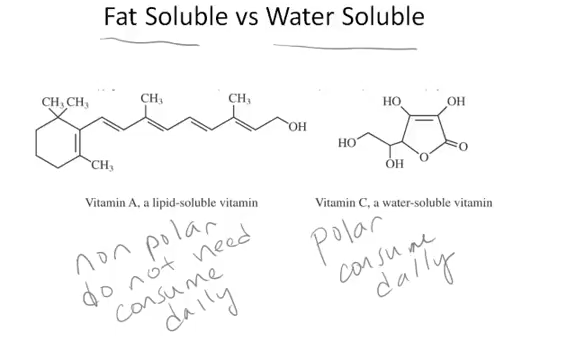 Fat Soluble vs Water Soluble
CH₃ CH₃ CH₃ CH₃
OH
CH₃
HO OH
HO
O
OH
O
Vitamin A, a lipid-soluble vitamin
Vitamin C, a water-soluble vitamin
non polar
do not need
consume
daily
polar
consume
daily